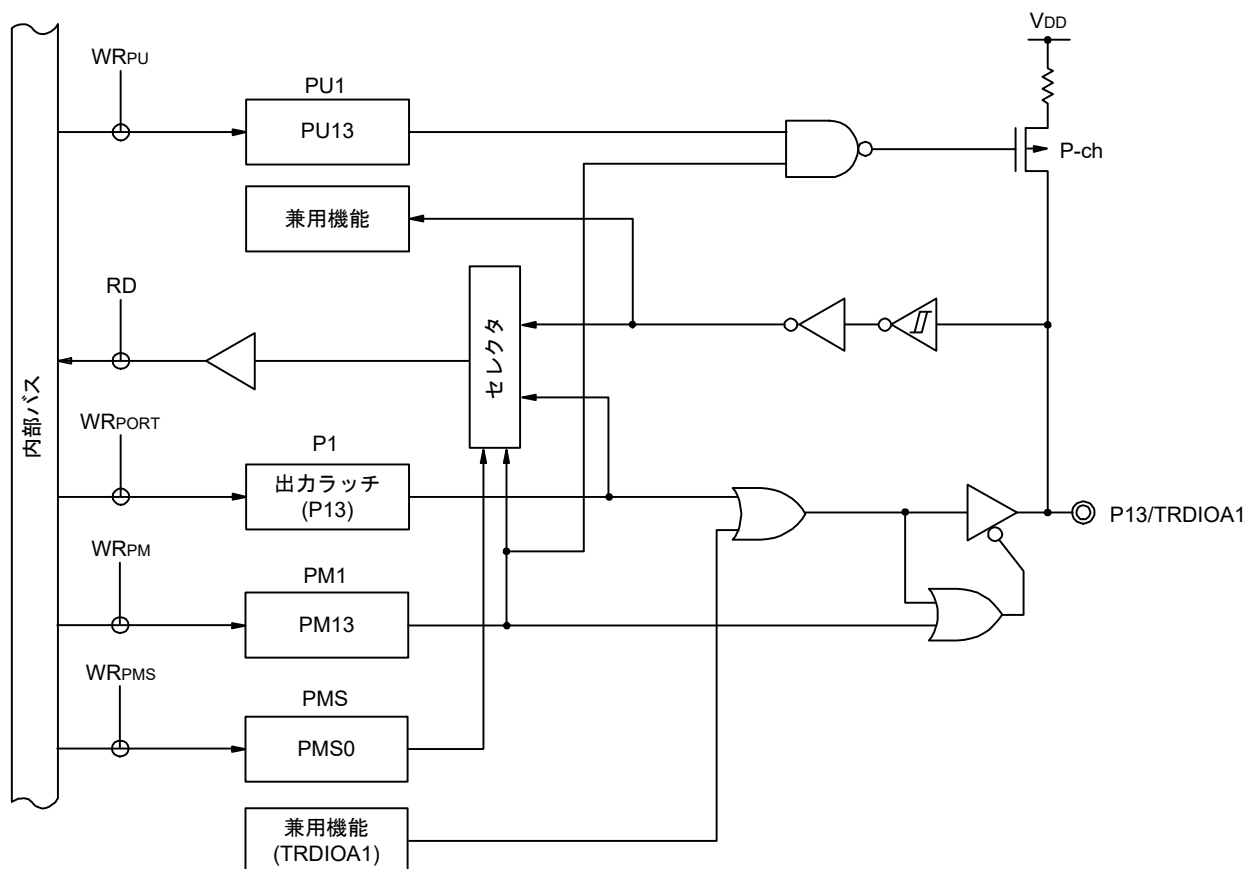 VDD
WRPU
PU1
PU13
P-ch
兼用機能
RD
セレクタ
内部バス
WRPORT
P1
出力ラッチ
(P13)
P13/TRDIOA1
WRPM
PM1
PM13
WRPMS
PMS
PMS0
兼用機能
(TRDIOA1)